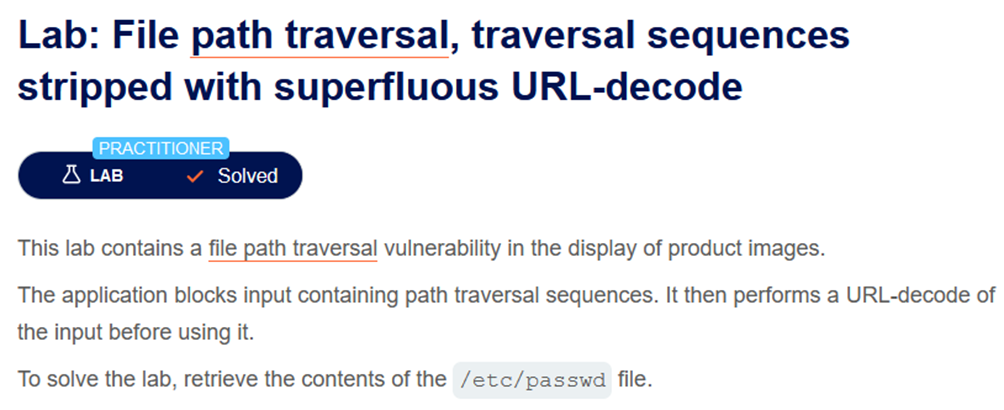 Lab: File path traversal, traversal sequences
stripped with superfluous URL-decode
PRACTITIONER
LAB Solved
This lab contains a file path traversal vulnerability in the display of product images.
The application blocks input containing path traversal sequences. It then performs a URL-decode of
the input before using it.
To solve the lab, retrieve the contents of the /etc/passwd file.